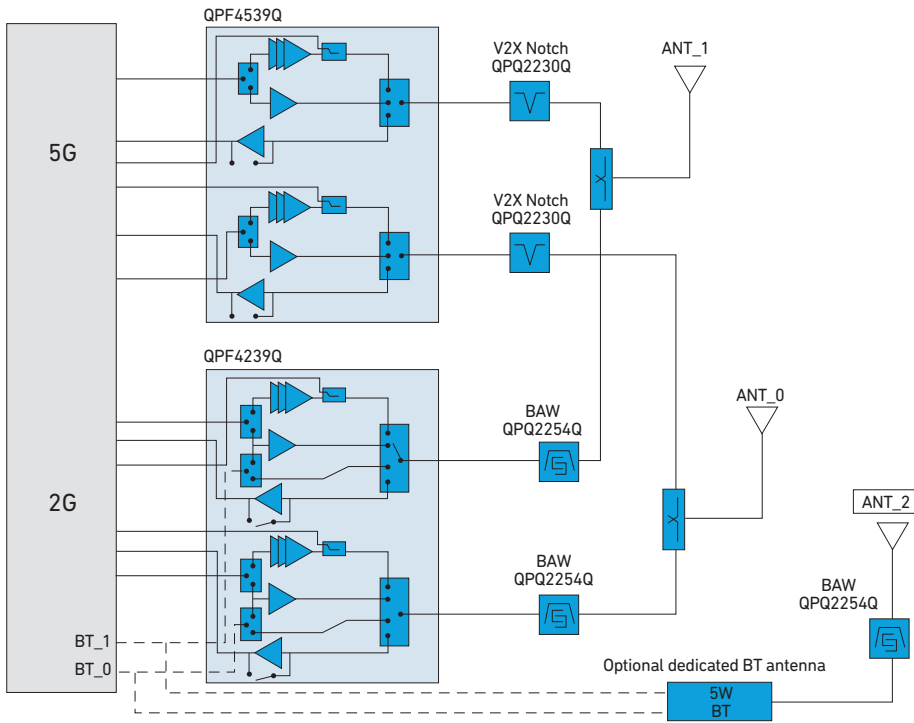 QPF4539Q
5G
V2X Notch
QPQ2230Q
ANT_1
V2X Notch
QPQ2230Q
QPF4239Q
2G
BAW
QPQ2254Q
ANT_0
ANT_2
BAW
QPQ2254Q
BAW
QPQ2254Q
BT_1
BT_0
Optional dedicated BT antenna
5W
BT